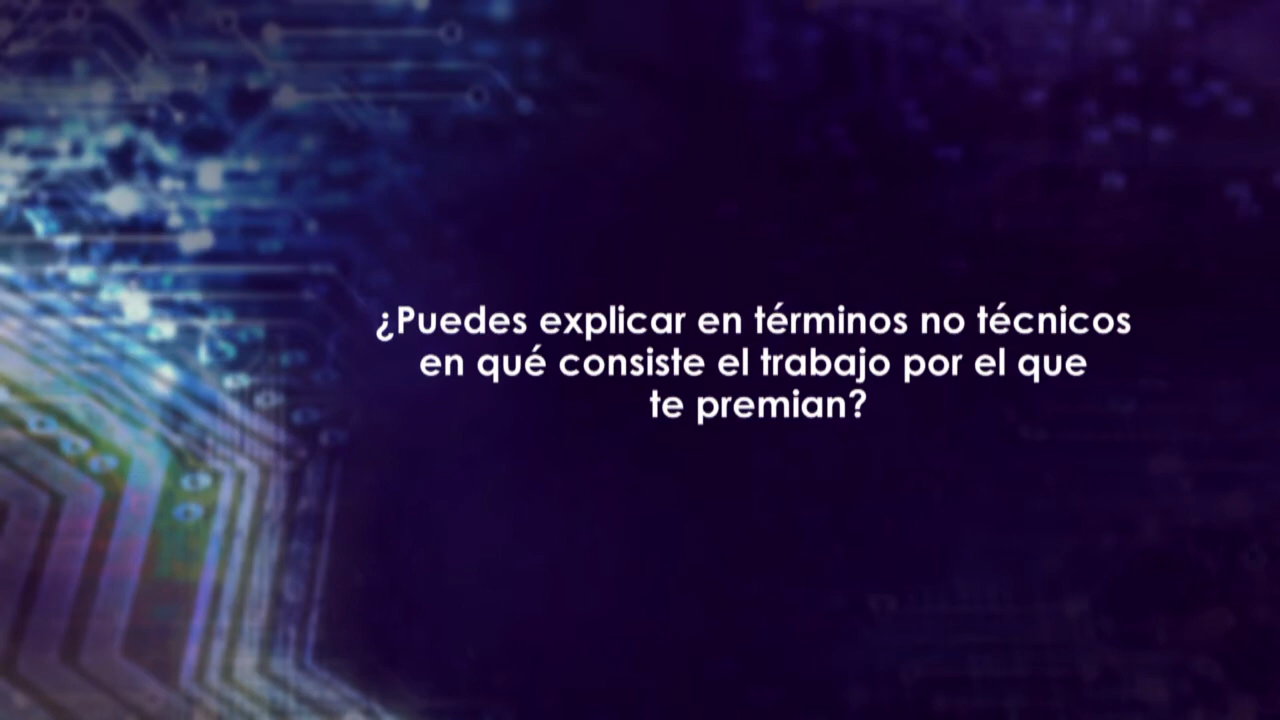 ¿Puedes explicar en términos no técnicos
en qué consiste el trabajo por el que
te premian?